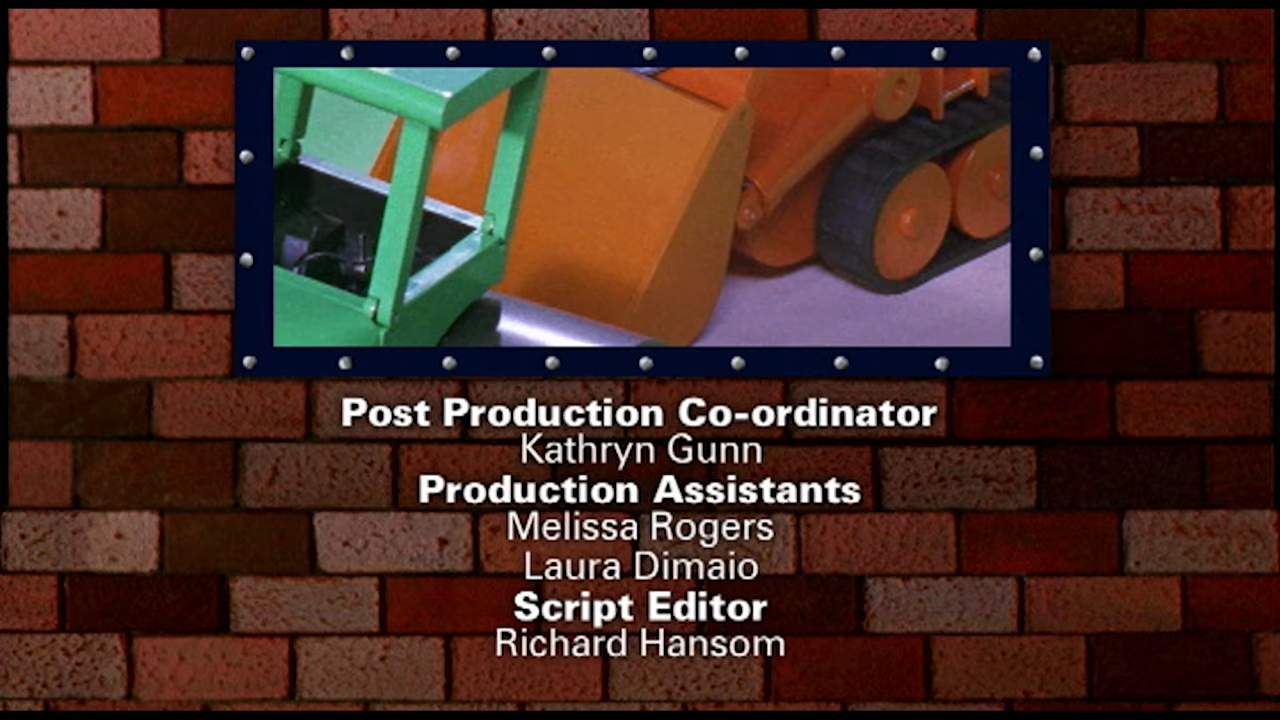 Post Production Co-ordinator
Kathryn Gunn
Production Assistants
Melissa Rogers
Laura Dimaio
Script Editor
Richard Hansom